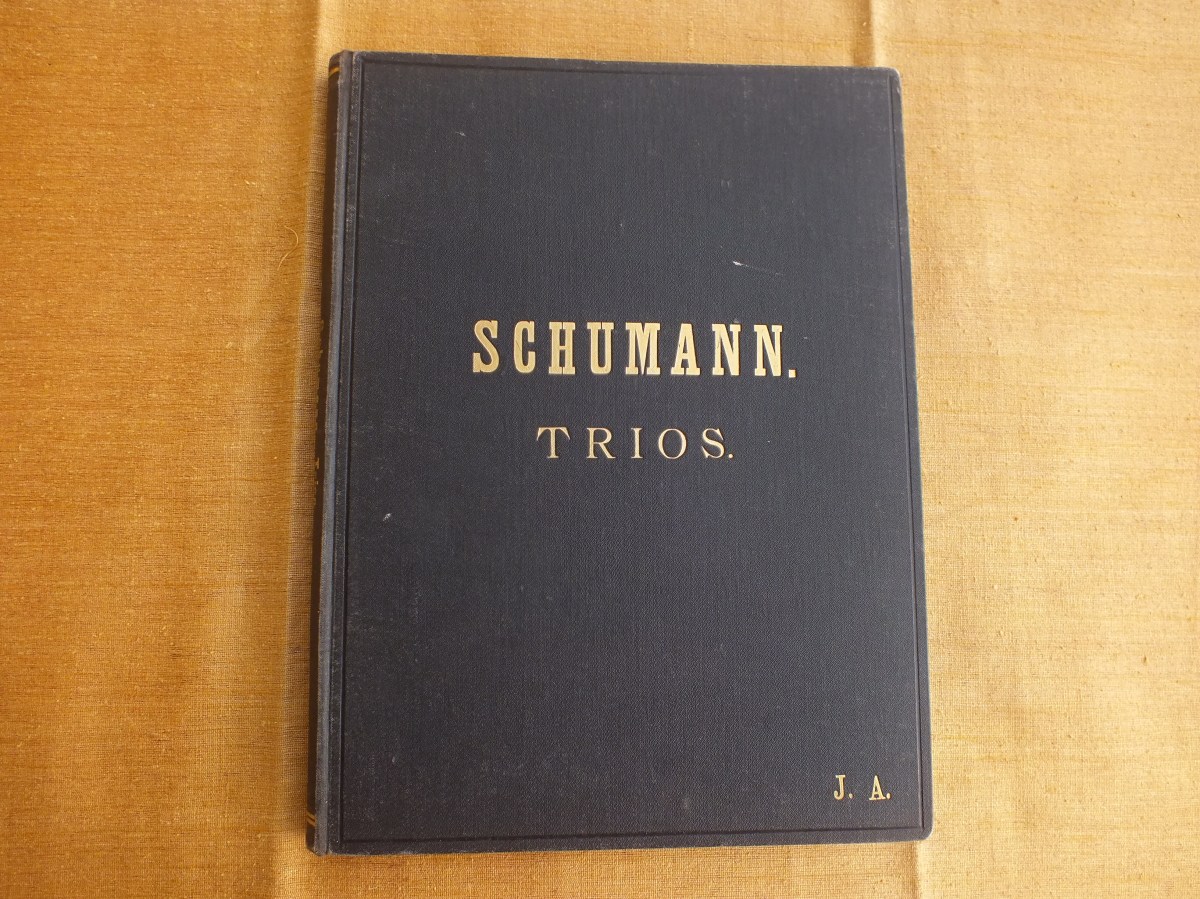 SCHUMANN.
TRIOS.
J. A.